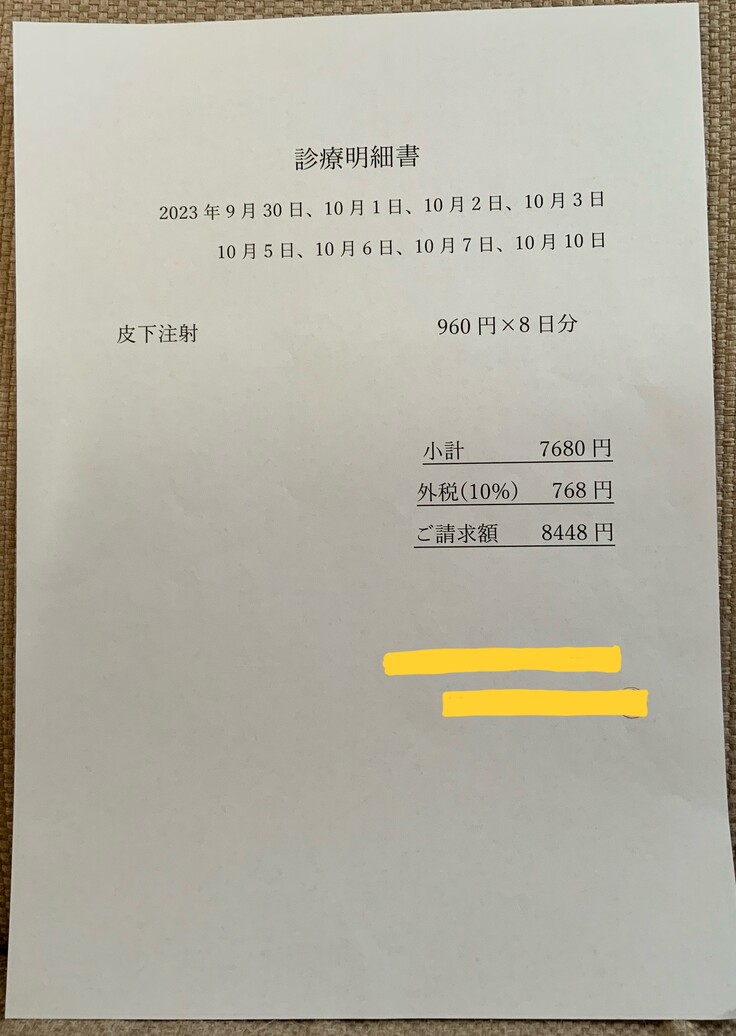 診療明細書
2023年9月30日、10月1日、10月2日、10月3日
10月5日、10月6日、10月7日、10月10日
皮下注射 960円×8日分
小計 7680円
外税(10%) 768円
ご請求額 8448円